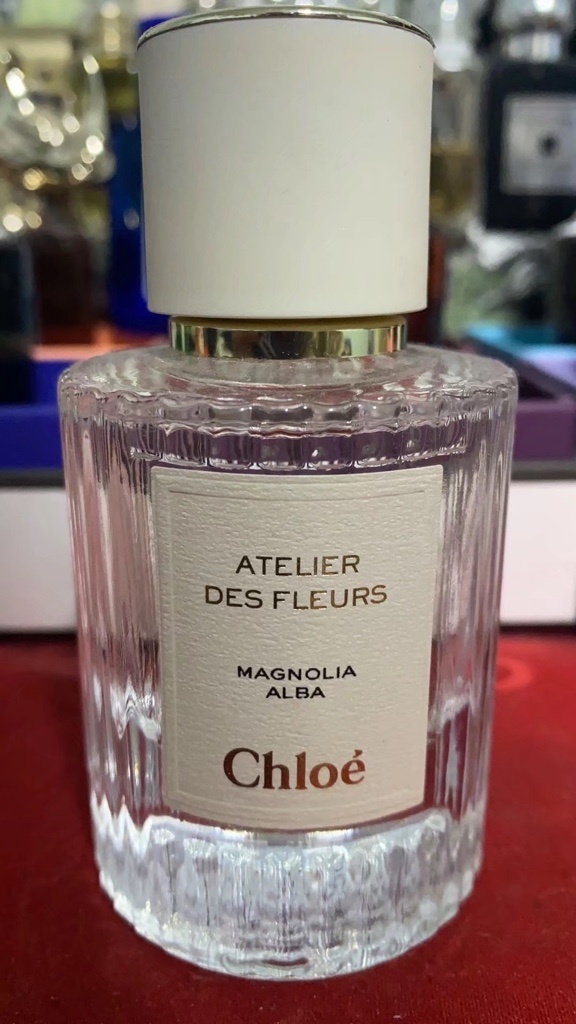 ATELIER
DES FLEURS
MAGNOLIA
ALBA
Chloé